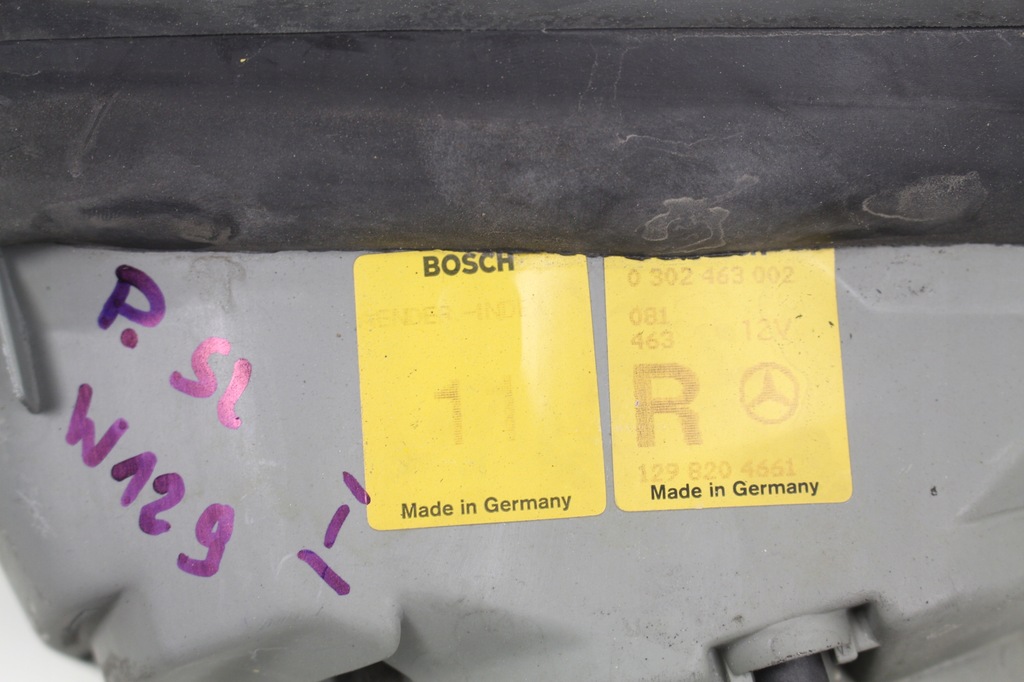 P. SL
W129
BOSCH
11
Made in Germany
0 302 463 002
081
463 12V
R
129 820 4661
Made in Germany